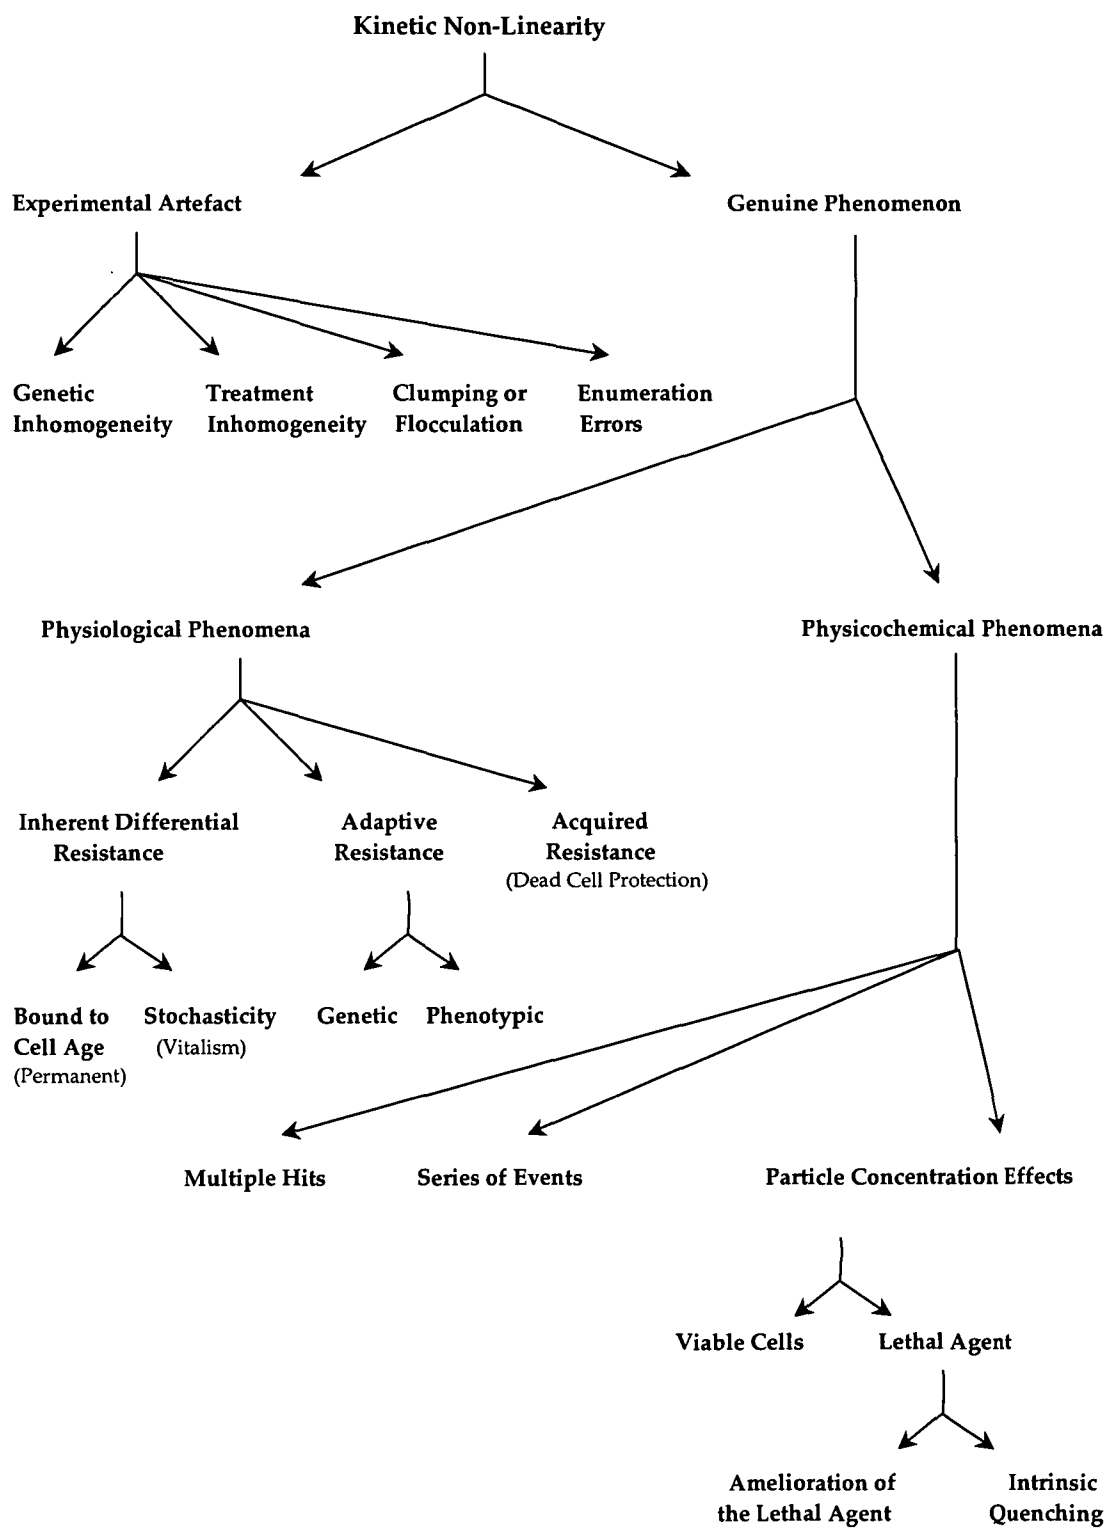 Kinetic Non-Linearity
Experimental Artefact
Genuine Phenomenon
Genetic
Inhomogeneity
Treatment
Inhomogeneity
Clumping or
Flocculation
Enumeration
Errors
Physiological Phenomena
Physicochemical Phenomena
Inherent Differential
Resistance
Adaptive
Resistance
Acquired
Resistance
(Dead Cell Protection)
Bound to
Cell Age
(Permanent)
Stochasticity
(Vitalism)
Genetic
Phenotypic
Multiple Hits
Series of Events
Particle Concentration Effects
Viable Cells
Lethal Agent
Amelioration of
the Lethal Agent
Intrinsic
Quenching